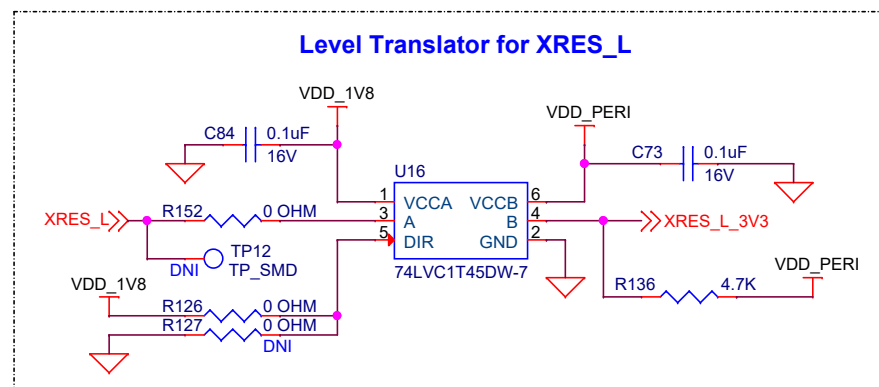 Level Translator for XRES_L
VDD_1V8
VDD_PERI
C84 0.1uF
16V
C73 0.1uF
16V
U16
1 VCCA VCCB 6
XRES_L R152 0 OHM 3 A B 4 XRES_L_3V3
5 DIR GND 2
TP12
DNI TP_SMD
74LVC1T45DW-7
VDD_1V8
VDD_PERI
R126 0 OHM
R136 4.7K
R127 0 OHM
DNI